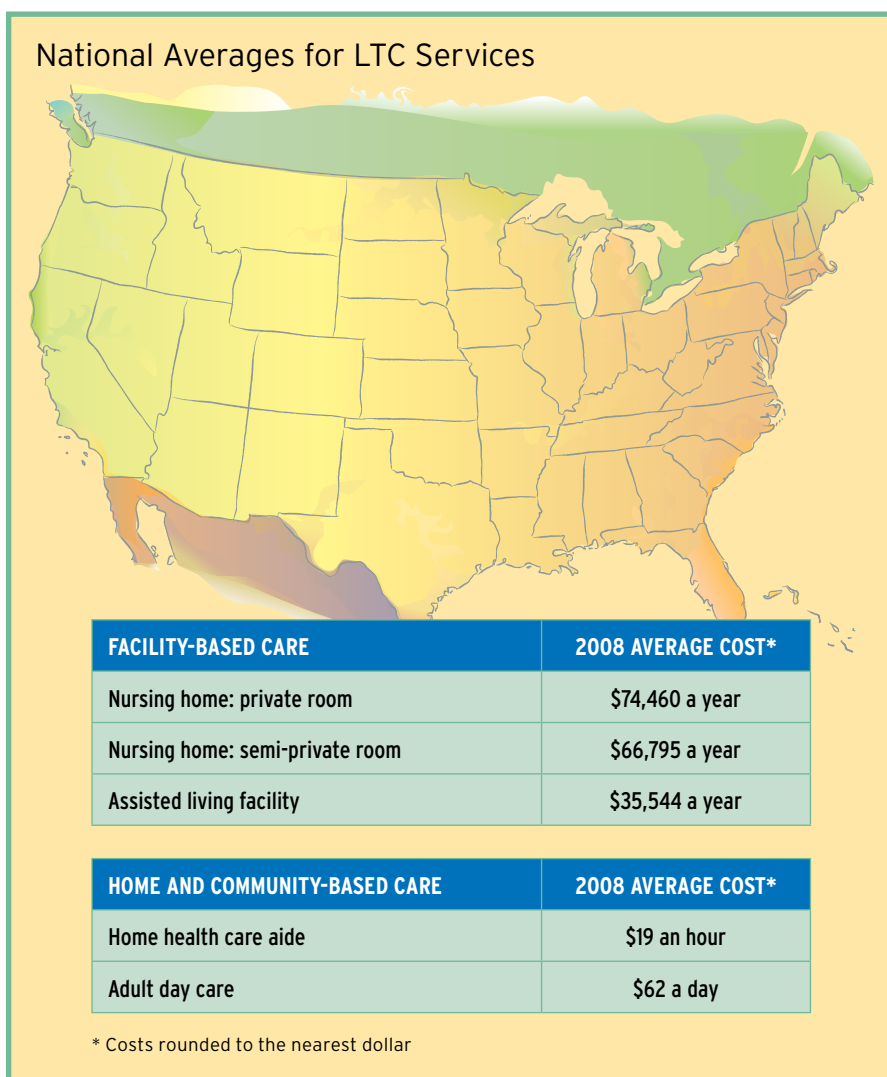 National Averages for LTC Services
FACILITY-BASED CARE 2008 AVERAGE COST*
Nursing home: private room $74,460 a year
Nursing home: semi-private room $66,795 a year
Assisted living facility $35,544 a year
HOME AND COMMUNITY-BASED CARE 2008 AVERAGE COST*
Home health care aide $19 an hour
Adult day care $62 a day
* Costs rounded to the nearest dollar